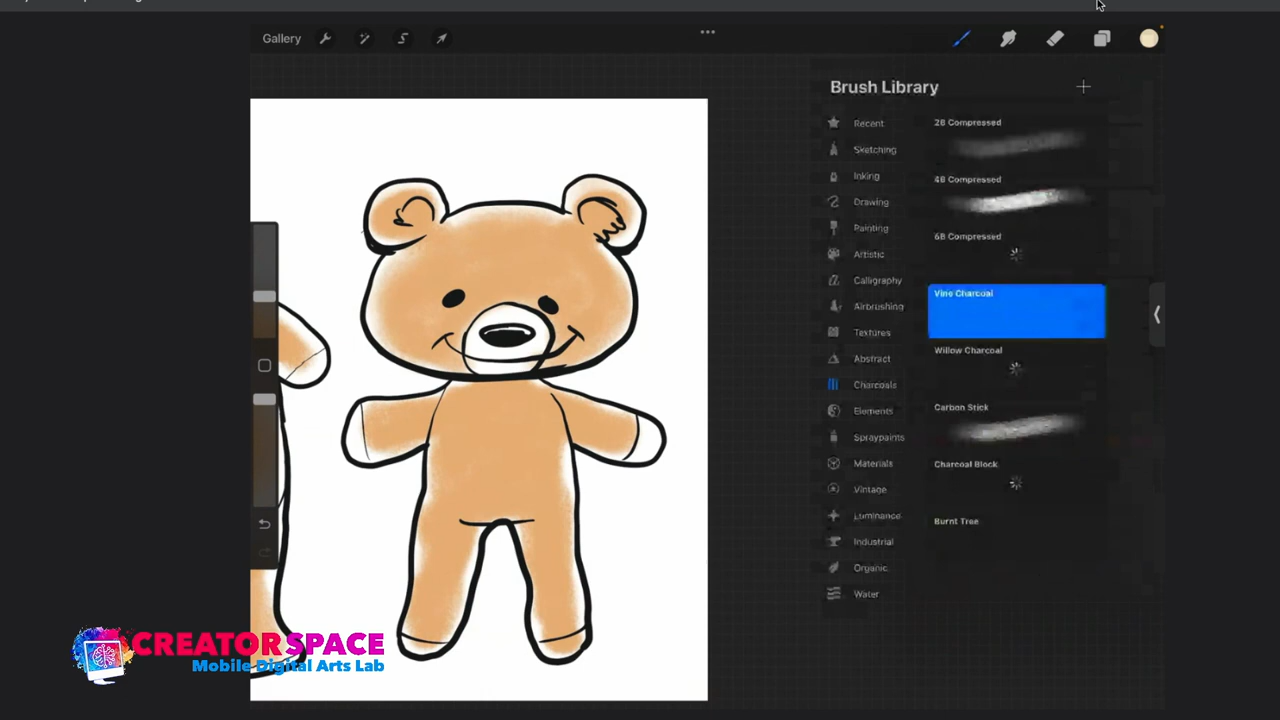 Gallery
Brush Library
Recent
Sketching
Inking
Drawing
Painting
Artistic
Calligraphy
Airbrushing
Textures
Abstract
Charcoals
Elements
Spraypaints
Materials
Vintage
Luminance
Industrial
Organic
Water
2B Compressed
4B Compressed
6B Compressed
Vine Charcoal
Willow Charcoal
Carbon Stick
Charcoal Block
Burnt Tree
CREATORSPACE
Mobile Digital Arts Lab